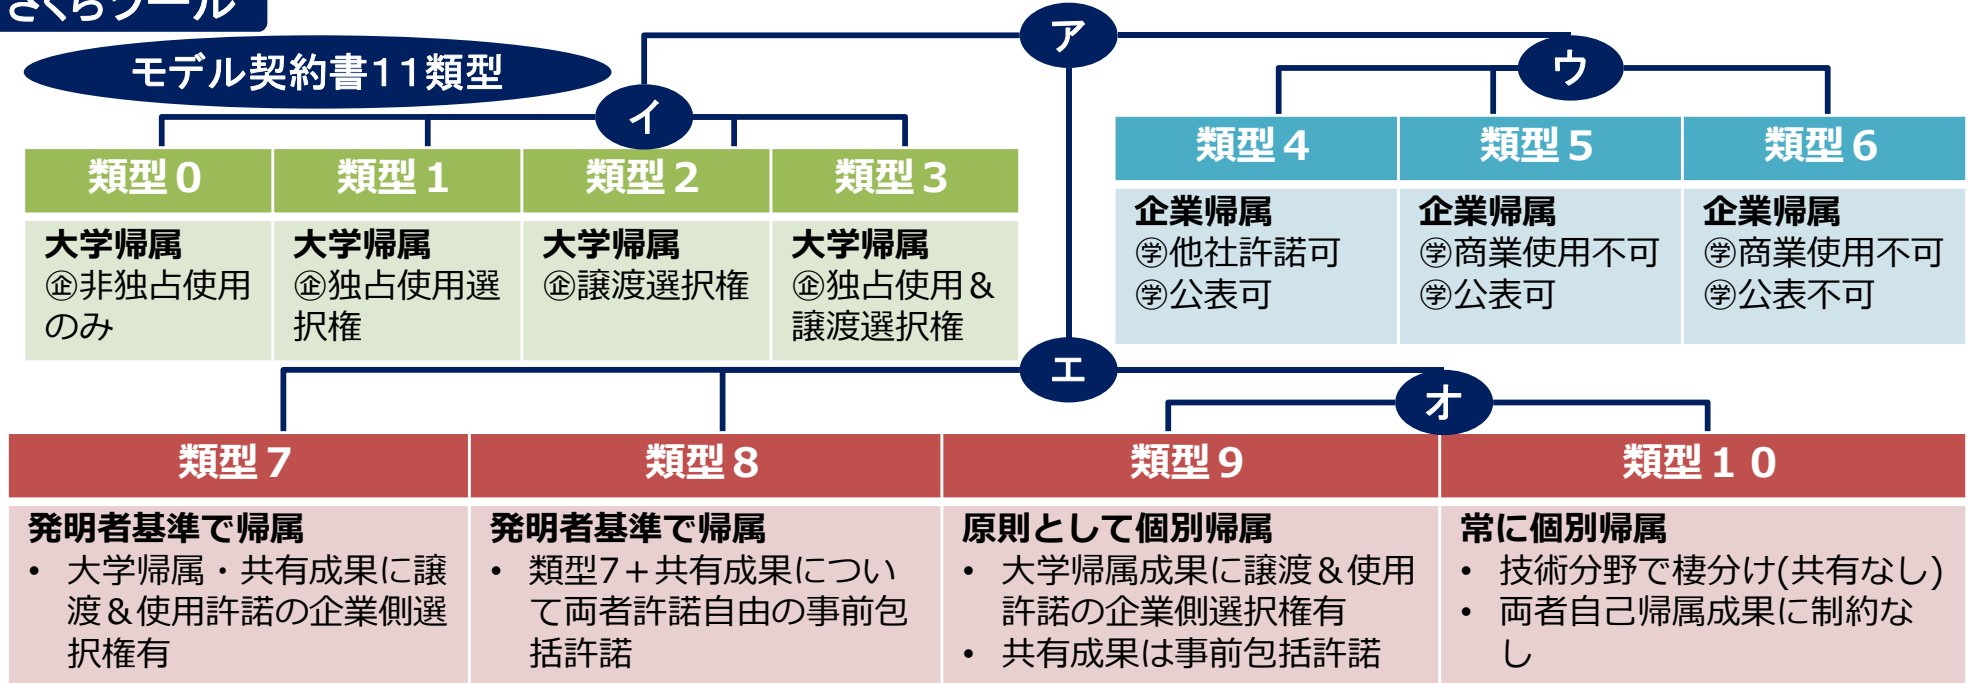 さくらツール
モデル契約書11類型
ア
イ
ウ
類型０
類型１
類型２
類型３
大学帰属
㊭非独占使用
のみ
大学帰属
㊭独占使用選
択権
大学帰属
㊭譲渡選択権
大学帰属
㊭独占使用＆
譲渡選択権
類型４
類型５
類型６
企業帰属
㊫他社許諾可
㊫公表可
企業帰属
㊫商業使用不可
㊫公表可
企業帰属
㊫商業使用不可
㊫公表不可
エ
オ
類型７
類型８
類型９
類型１０
発明者基準で帰属
• 大学帰属・共有成果に譲
渡＆使用許諾の企業側選
択権有
発明者基準で帰属
• 類型7＋共有成果につい
て両者許諾自由の事前包
括許諾
原則として個別帰属
• 大学帰属成果に譲渡＆使用
許諾の企業側選択権有
• 共有成果は事前包括許諾
常に個別帰属
• 技術分野で棲分け(共有なし)
• 両者自己帰属成果に制約な
し